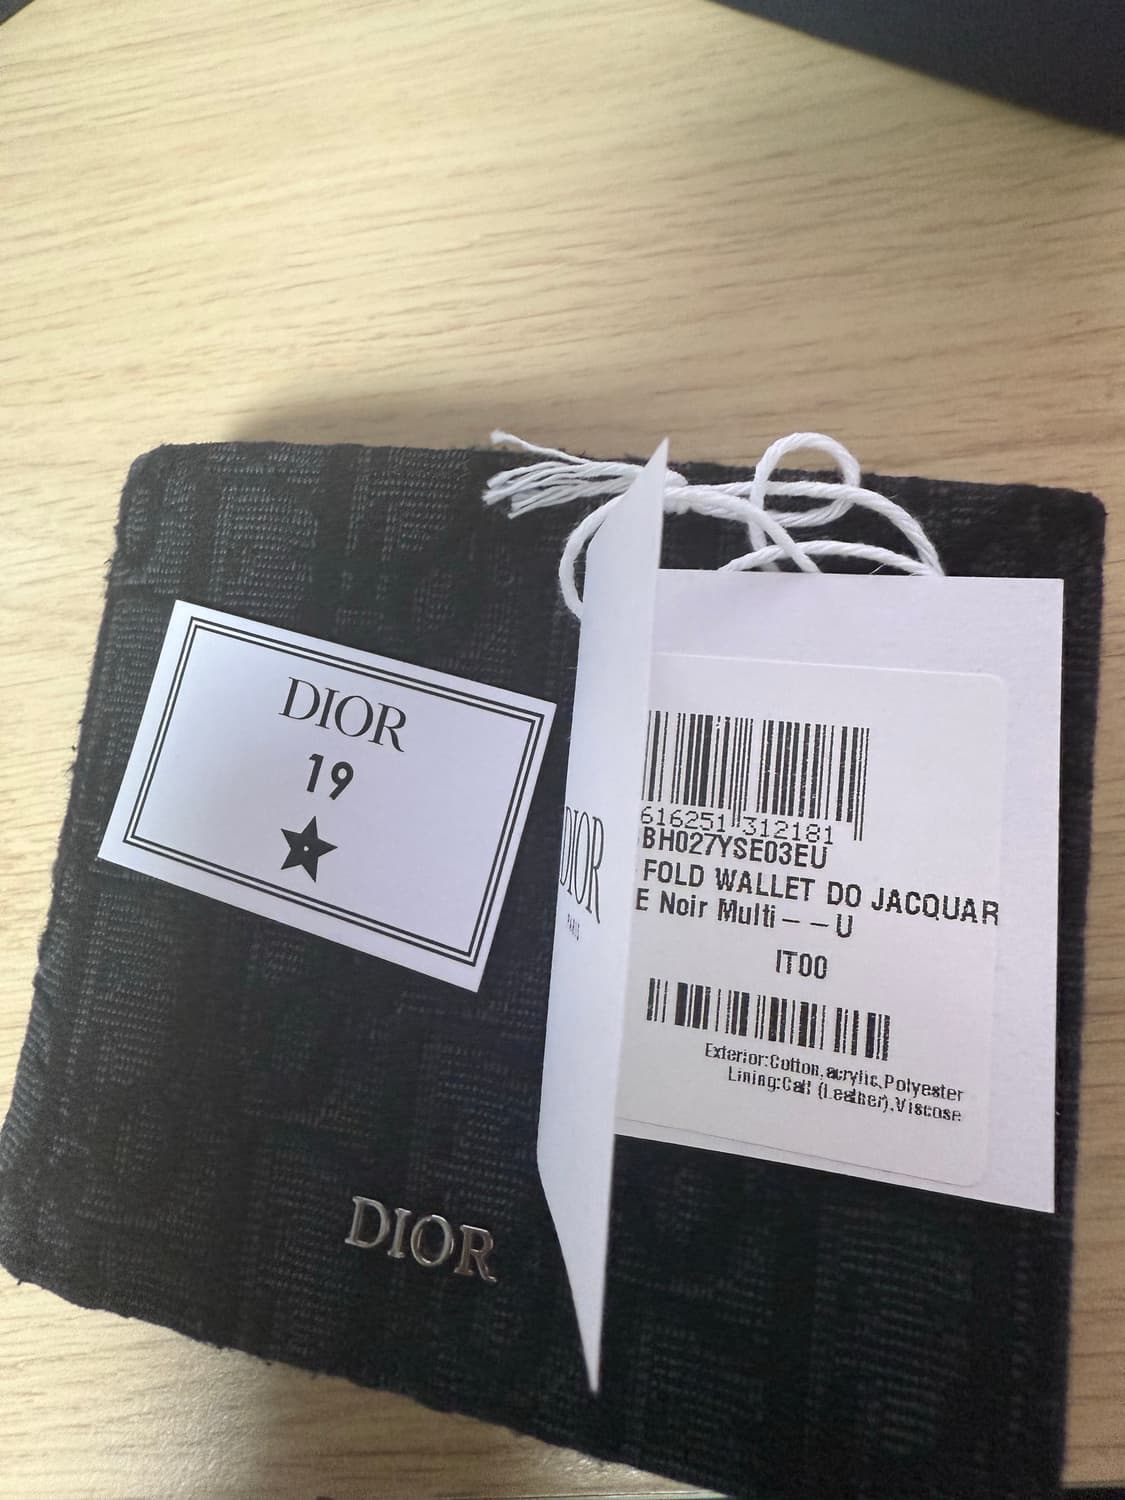 DIOR
19
DIOR
PARIS
616251 312181
BH027YSE03EU
FOLD WALLET DO JACQUAR
E Noir Multi – – U
IT00
Exterior:Cotton,acrylic,Polyester
Lining:Calf (Leather),Viscose
DIOR